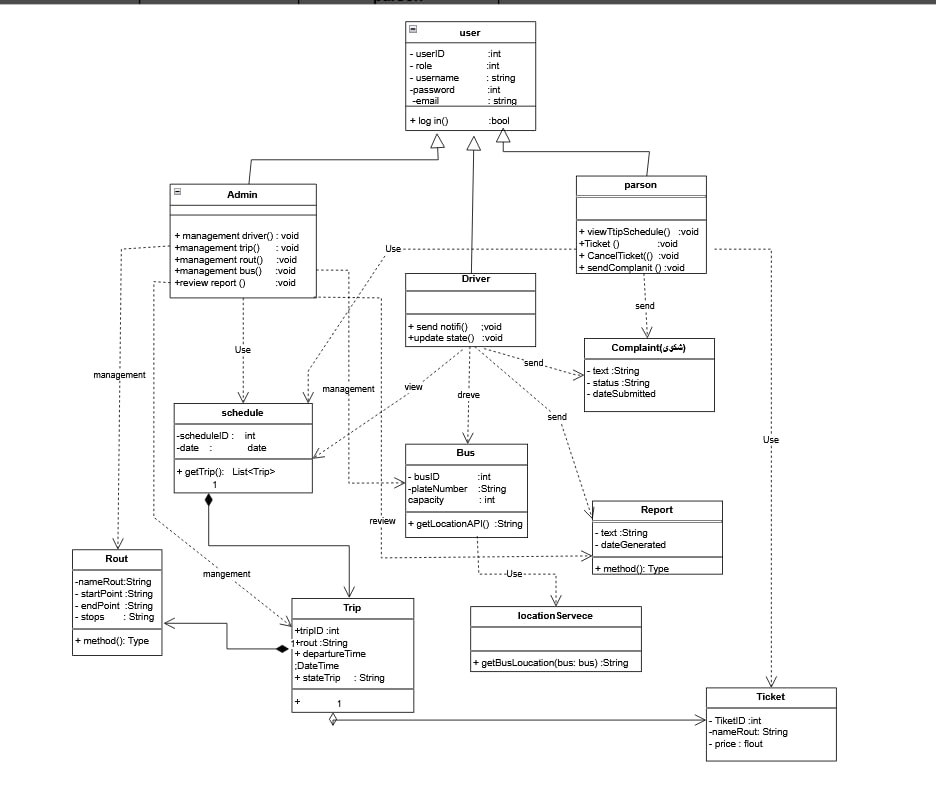 parson
user
- userID :int
- role :int
- username : string
-password :int
-email : string
+ log in() :bool
Admin
+ management driver() : void
+management trip() : void
+management rout() :void
+management bus() :void
+review report () :void
parson
+ viewTtipSchedule() :void
+Ticket () :void
+ CancelTicket(() :void
+ sendComplanit () :void
Use
Driver
+ send notifi() ;void
+update state() :void
send
Complaint(شكوى)
- text :String
- status :String
- dateSubmitted
Use
management
management
view
dreve
send
send
Use
schedule
-scheduleID : int
-date : date
+ getTrip(): List<Trip>
1
Bus
- busID :int
-plateNumber :String
capacity : int
+ getLocationAPI() :String
review
Report
- text :String
- dateGenerated
+ method(): Type
Rout
-nameRout:String
- startPoint :String
- endPoint :String
- stops : String
+ method(): Type
mangement
Use
Trip
+tripID :int
1
+rout :String
+ departureTime
;DateTime
+ stateTrip : String
+ 1
locationServece
+ getBusLoucation(bus: bus) :String
Ticket
- TiketID :int
-nameRout: String
- price : flout